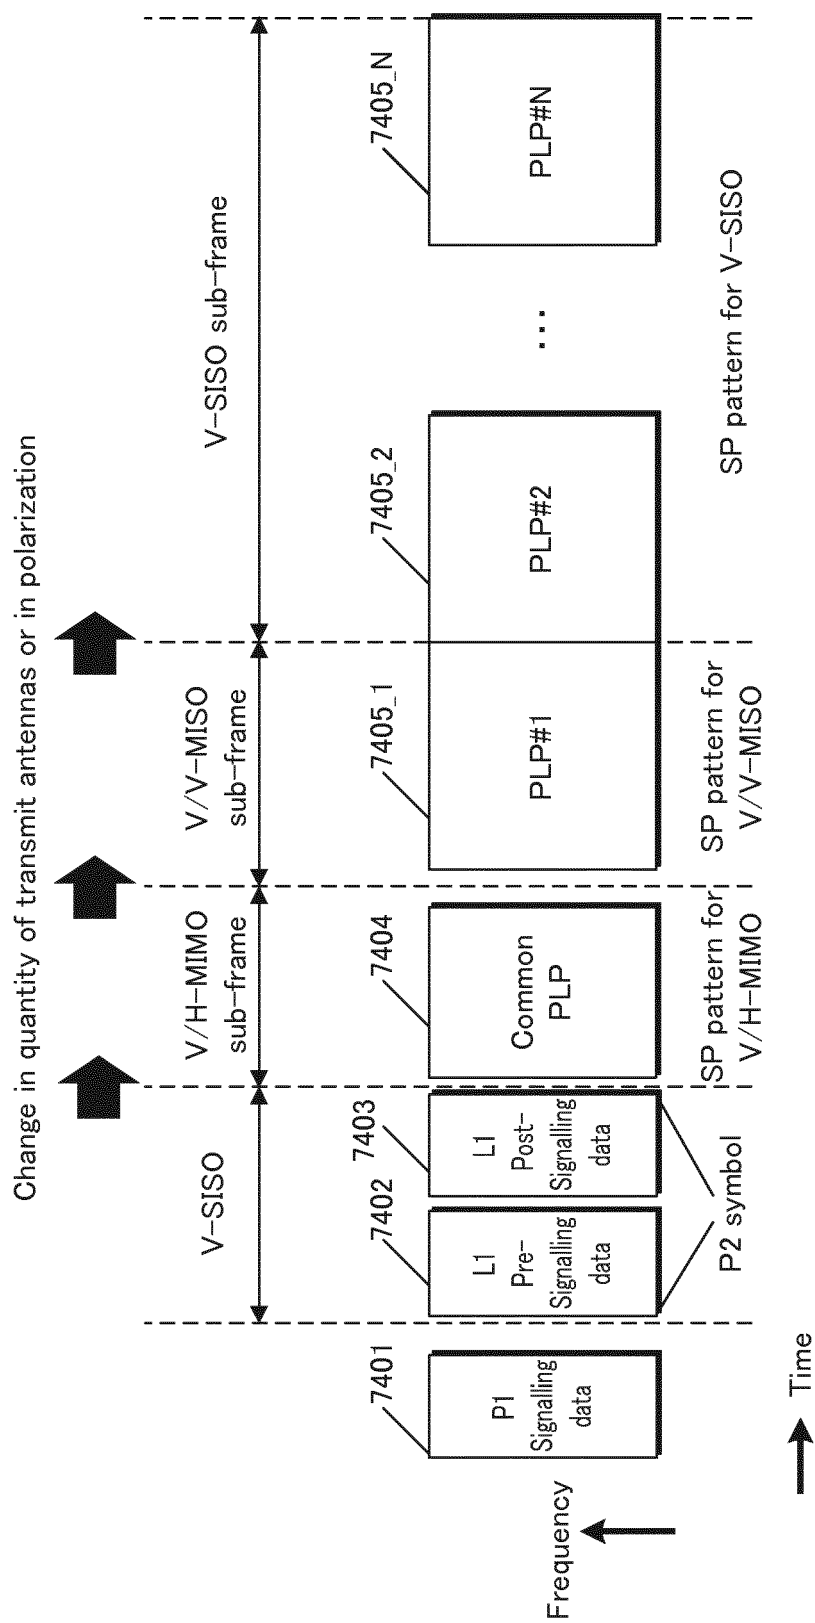 Change in quantity of transmit antennas or in polarization
V-SISO
V/H-MIMO
sub-frame
V/V-MISO
sub-frame
V-SISO sub-frame
7401
7402
7403
7404
7405_1
7405_2
7405_N
P1
Signalling
data
L1
Pre-
Signalling
data
L1
Post-
Signalling
data
Common
PLP
PLP#1
PLP#2
...
PLP#N
P2 symbol
SP pattern for
V/H-MIMO
SP pattern for
V/V-MISO
SP pattern for V-SISO
Frequency
Time